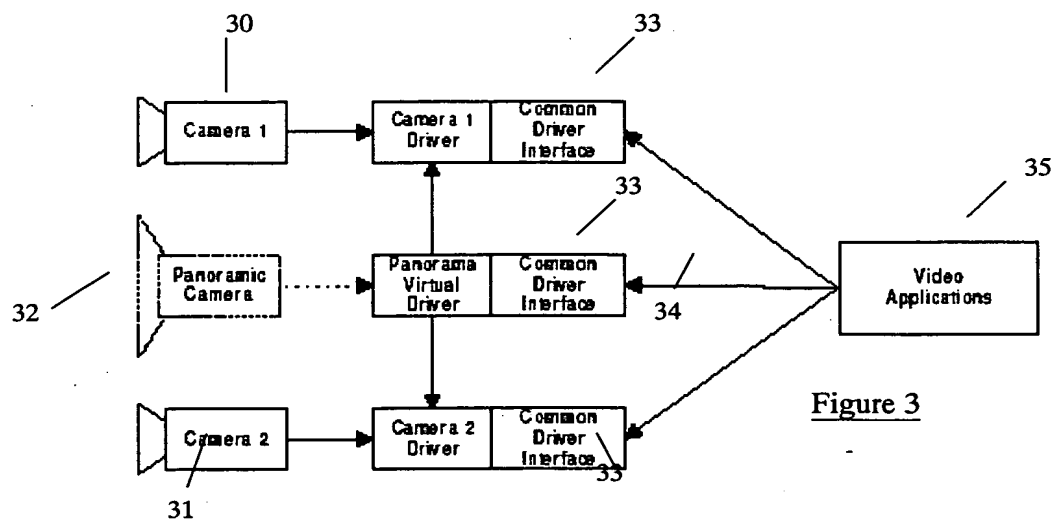 30
33
Camera 1
Camera 1
Driver
Common
Driver
Interface
33
35
32
Panoramic
Camera
Panorama
Virtual
Driver
Common
Driver
Interface
34
Video
Applications
Camera 2
31
Camera 2
Driver
Common
Driver
Interface
33
Figure 3